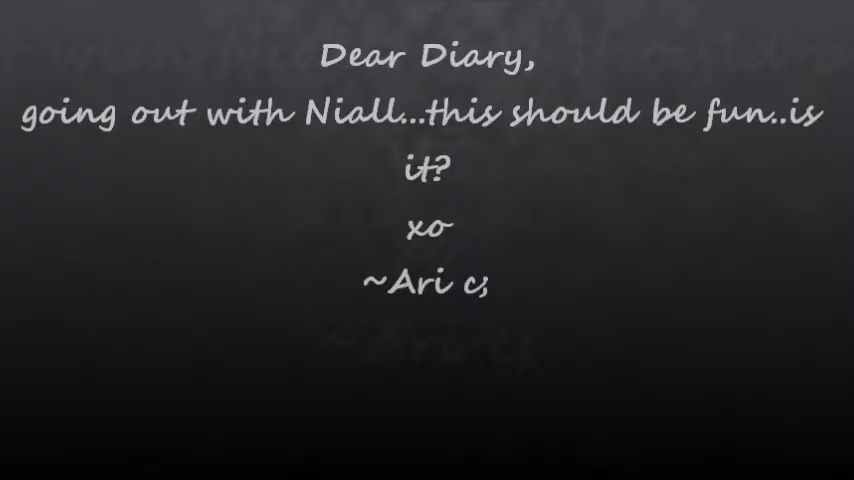 Dear Diary,
going out with Niall...this should be fun..is
it?
xo
~Ari c;